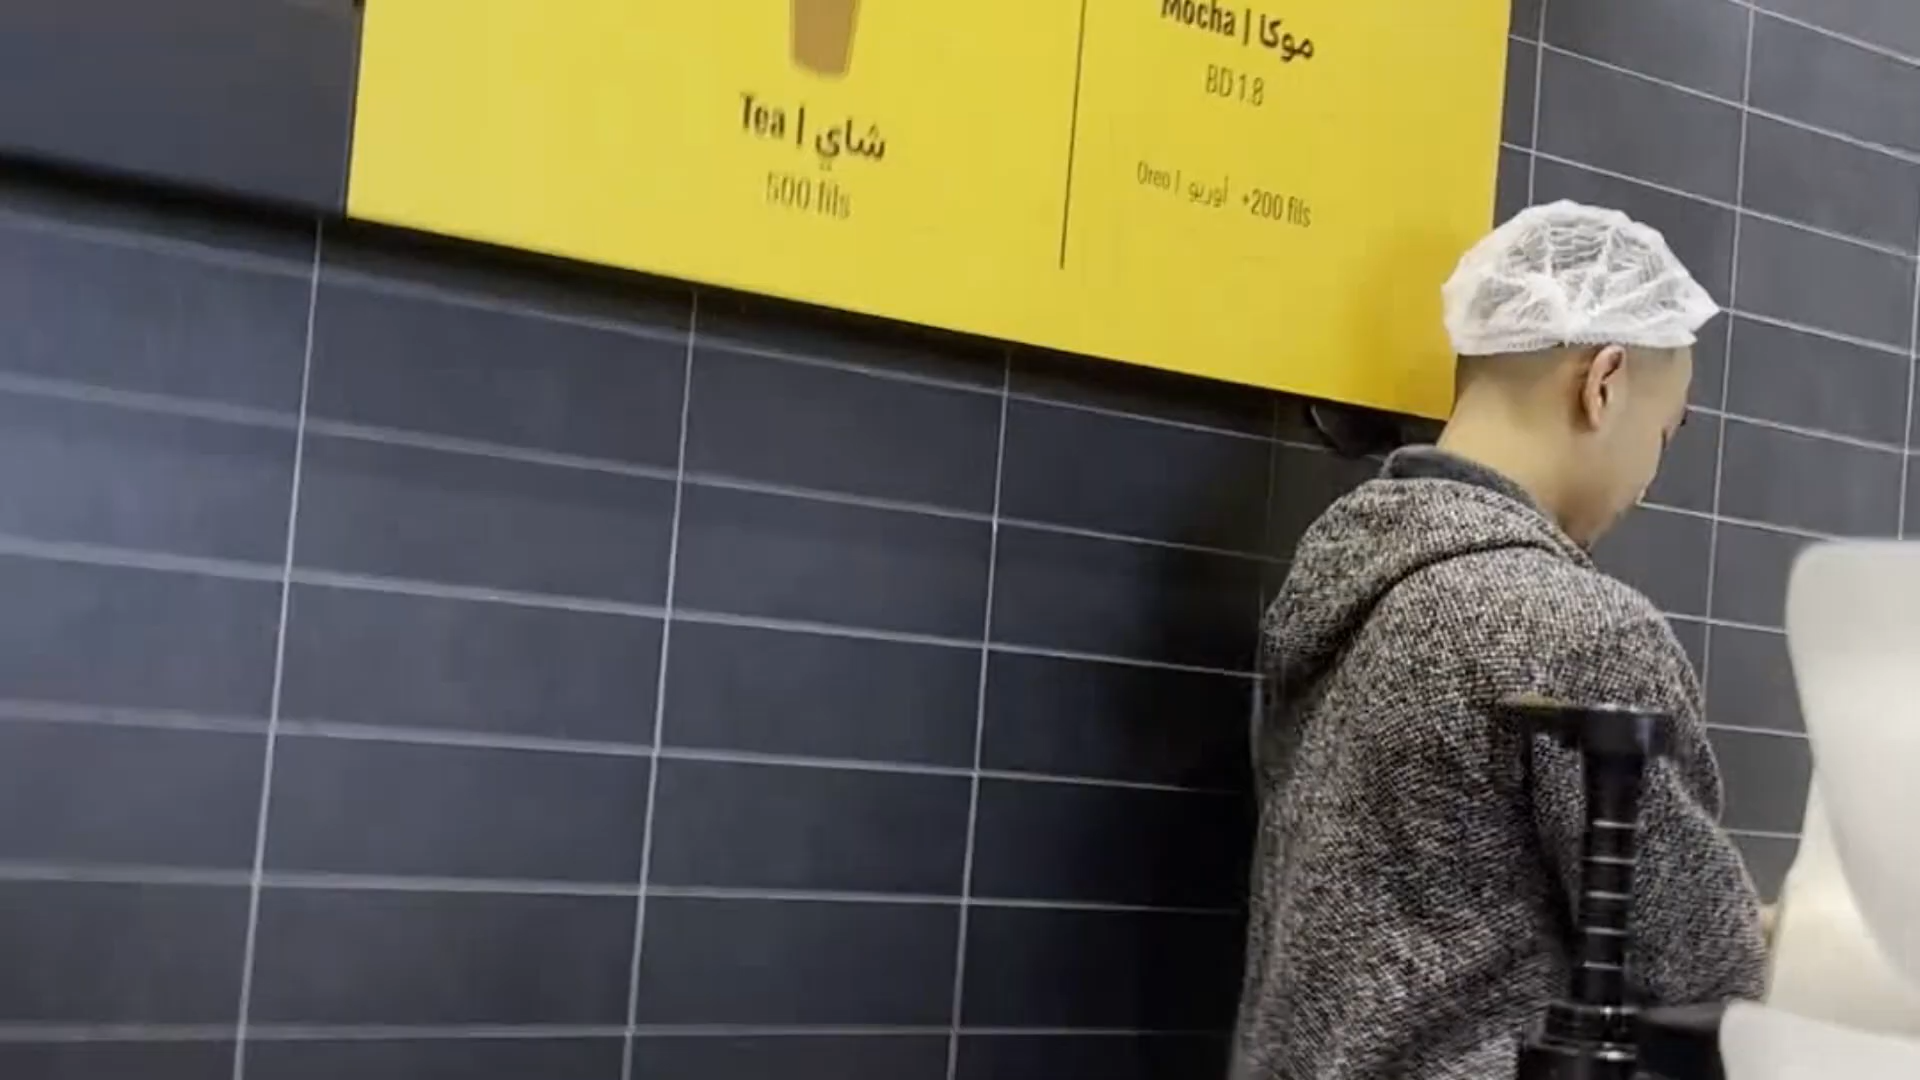 Tea | شاي
500 fils
Mocha | موكا
BD 1.8
Oreo | أوريو +200 fils